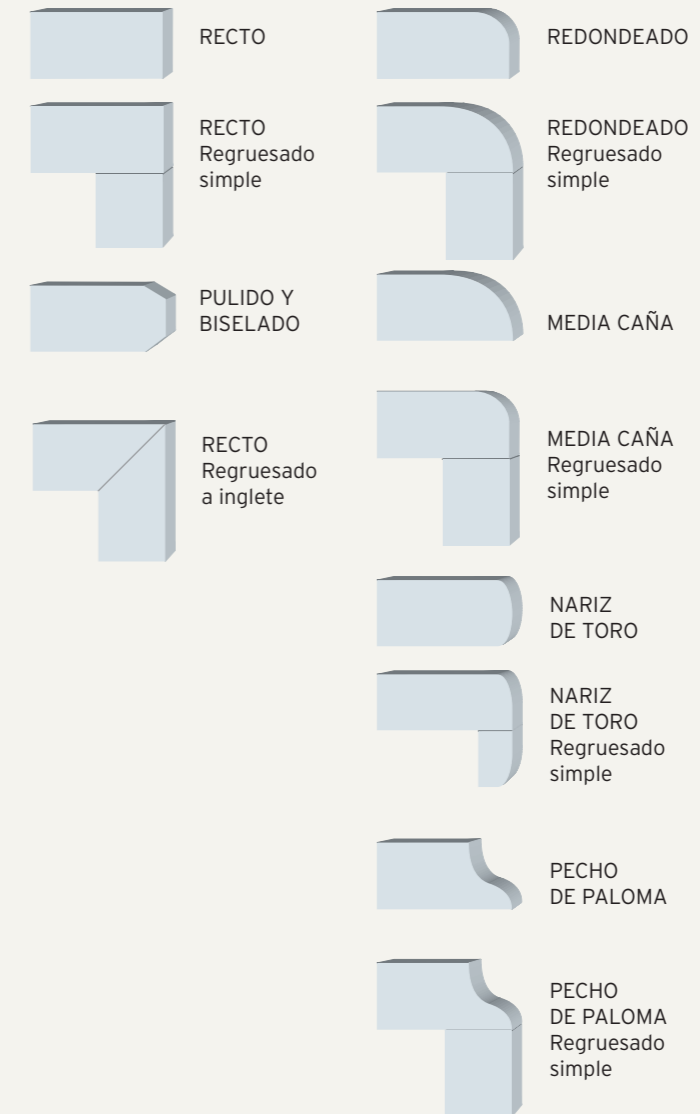 RECTO
RECTO
Regruesado
simple
PULIDO Y
BISELADO
RECTO
Regruesado
a inglete
REDONDEADO
REDONDEADO
Regruesado
simple
MEDIA CAÑA
MEDIA CAÑA
Regruesado
simple
NARIZ
DE TORO
NARIZ
DE TORO
Regruesado
simple
PECHO
DE PALOMA
PECHO
DE PALOMA
Regruesado
simple